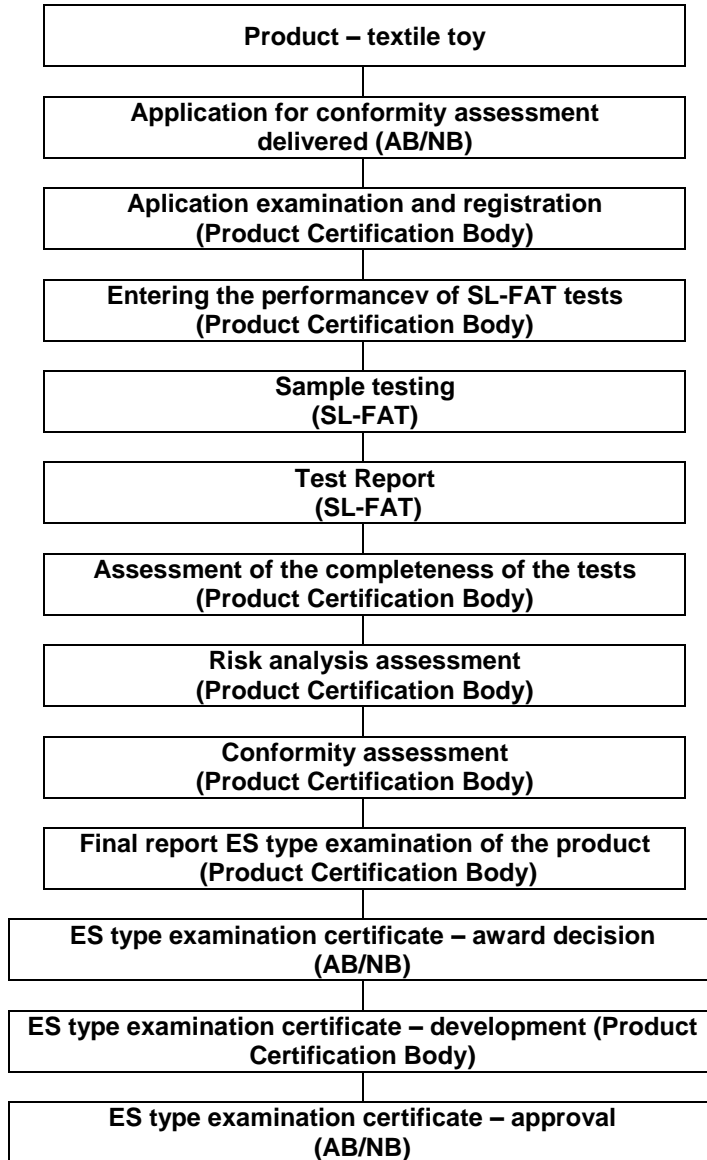 Product – textile toy
Application for conformity assessment
delivered (AB/NB)
Aplication examination and registration
(Product Certification Body)
Entering the performancev of SL-FAT tests
(Product Certification Body)
Sample testing
(SL-FAT)
Test Report
(SL-FAT)
Assessment of the completeness of the tests
(Product Certification Body)
Risk analysis assessment
(Product Certification Body)
Conformity assessment
(Product Certification Body)
Final report ES type examination of the product
(Product Certification Body)
ES type examination certificate – award decision
(AB/NB)
ES type examination certificate – development (Product
Certification Body)
ES type examination certificate – approval
(AB/NB)